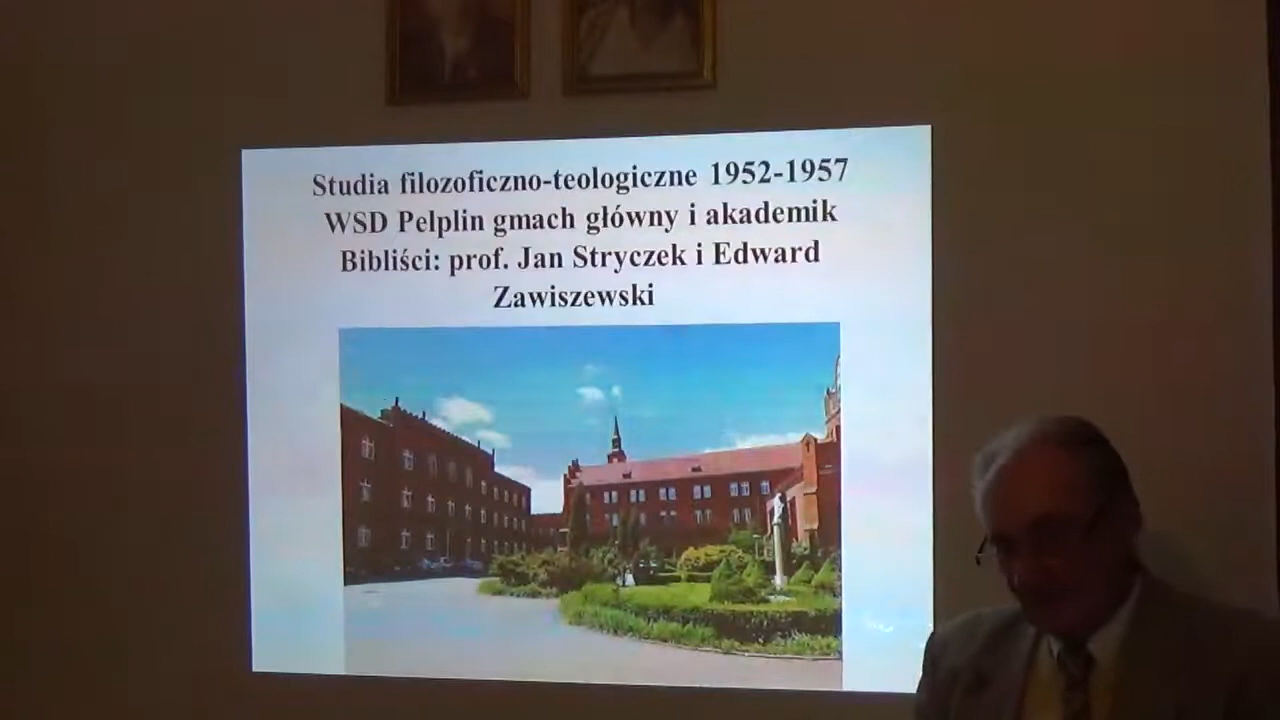 Studia filozoficzno-teologiczne 1952-1957
WSD Pelplin gmach główny i akademik
Bibliści: prof. Jan Stryczek i Edward
Zawiszewski